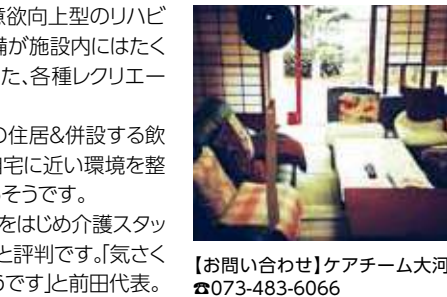 意欲向上型のリハビ
備が施設内にはたく
た、各種レクリエー
の住居&併設する飲
自宅に近い環境を整
そうです。
をはじめ介護スタッ
と評判です。「気さく
うです」と前田代表。
【お問い合わせ】ケアチーム大河
☎073-483-6066